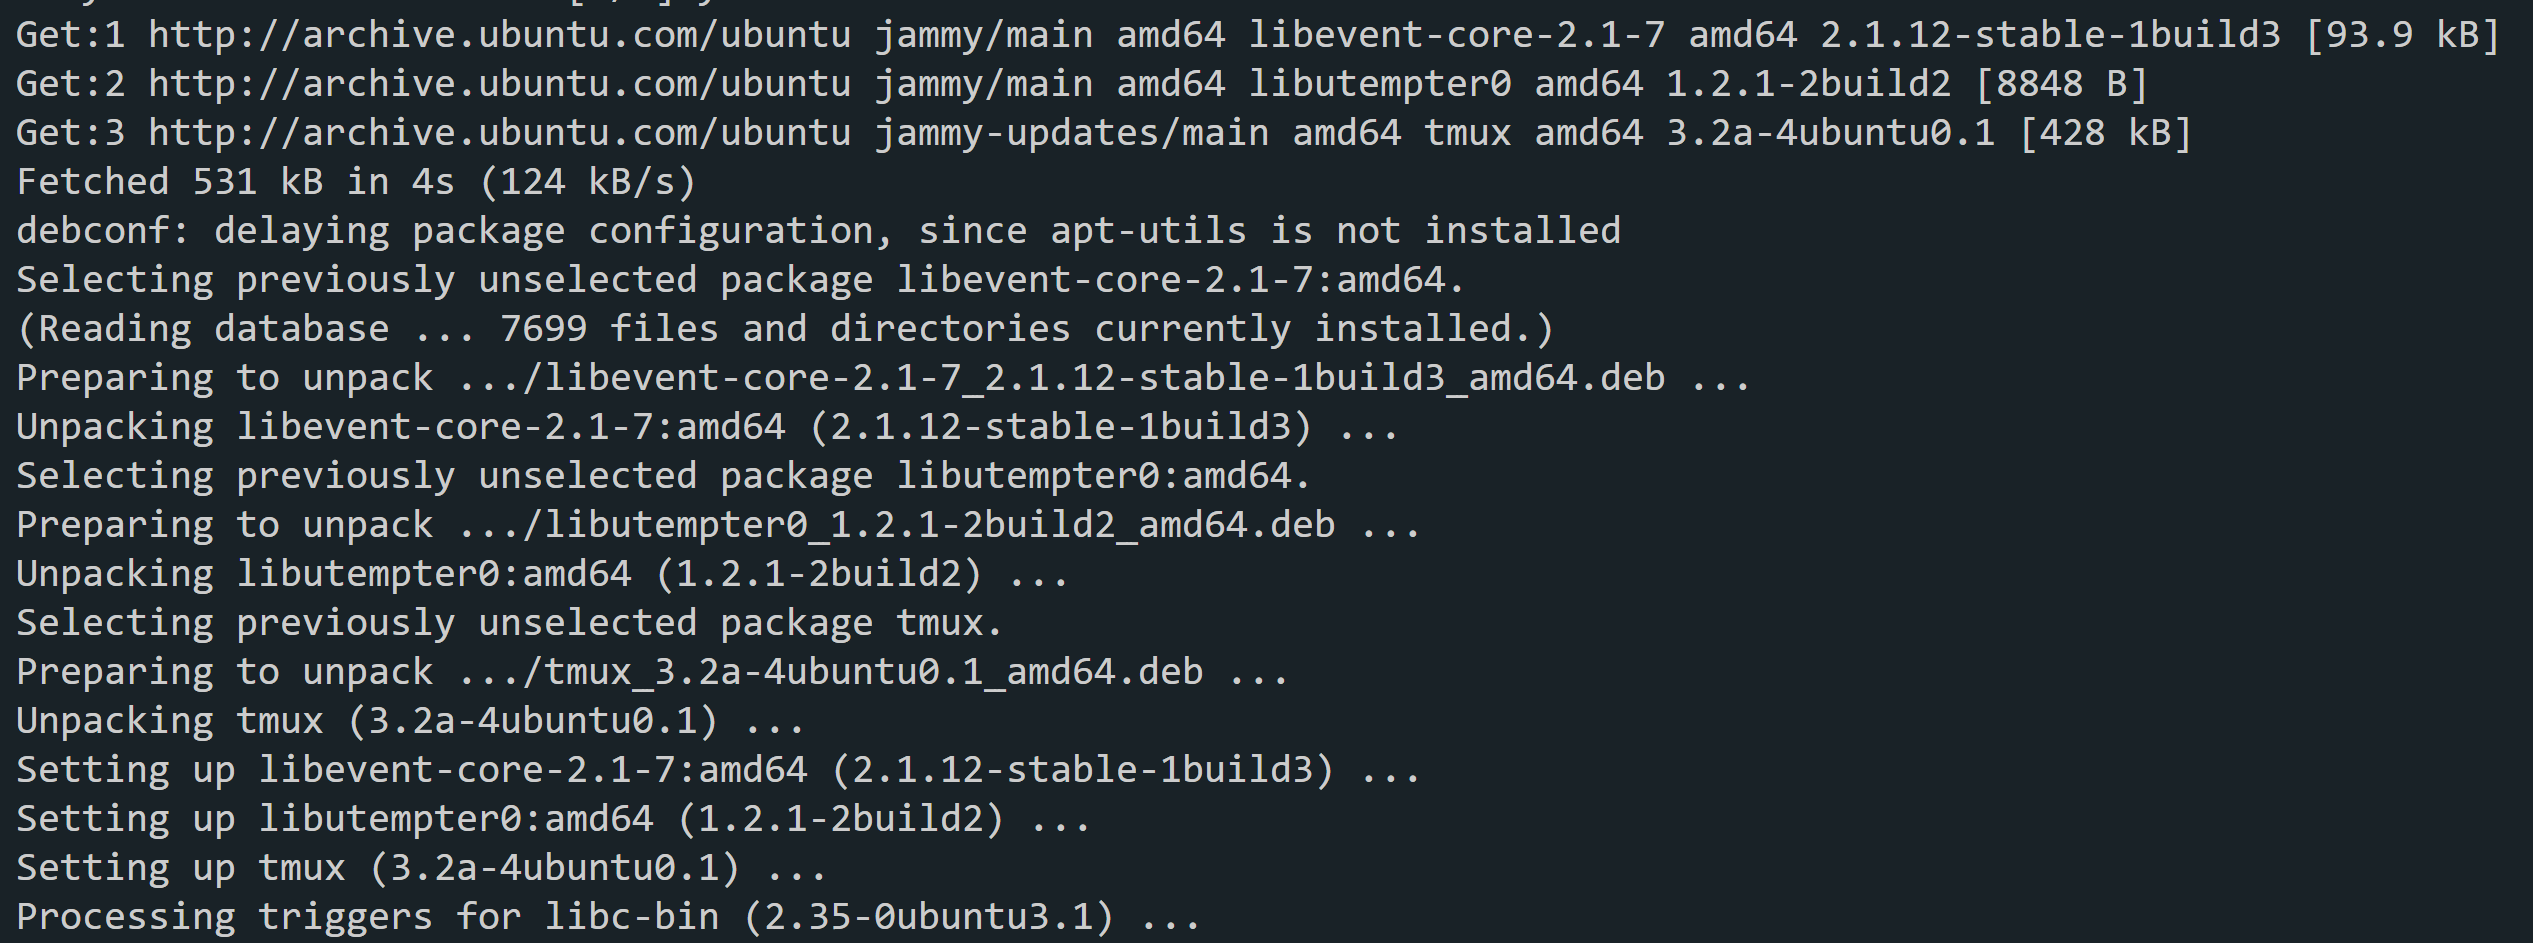 Get:1 http://archive.ubuntu.com/ubuntu jammy/main amd64 libevent-core-2.1-7 amd64 2.1.12-stable-1build3 [93.9 kB]
Get:2 http://archive.ubuntu.com/ubuntu jammy/main amd64 libutempter0 amd64 1.2.1-2build2 [8848 B]
Get:3 http://archive.ubuntu.com/ubuntu jammy-updates/main amd64 tmux amd64 3.2a-4ubuntu0.1 [428 kB]
Fetched 531 kB in 4s (124 kB/s)
debconf: delaying package configuration, since apt-utils is not installed
Selecting previously unselected package libevent-core-2.1-7:amd64.
(Reading database ... 7699 files and directories currently installed.)
Preparing to unpack .../libevent-core-2.1-7_2.1.12-stable-1build3_amd64.deb ...
Unpacking libevent-core-2.1-7:amd64 (2.1.12-stable-1build3) ...
Selecting previously unselected package libutempter0:amd64.
Preparing to unpack .../libutempter0_1.2.1-2build2_amd64.deb ...
Unpacking libutempter0:amd64 (1.2.1-2build2) ...
Selecting previously unselected package tmux.
Preparing to unpack .../tmux_3.2a-4ubuntu0.1_amd64.deb ...
Unpacking tmux (3.2a-4ubuntu0.1) ...
Setting up libevent-core-2.1-7:amd64 (2.1.12-stable-1build3) ...
Setting up libutempter0:amd64 (1.2.1-2build2) ...
Setting up tmux (3.2a-4ubuntu0.1) ...
Processing triggers for libc-bin (2.35-0ubuntu3.1) ...